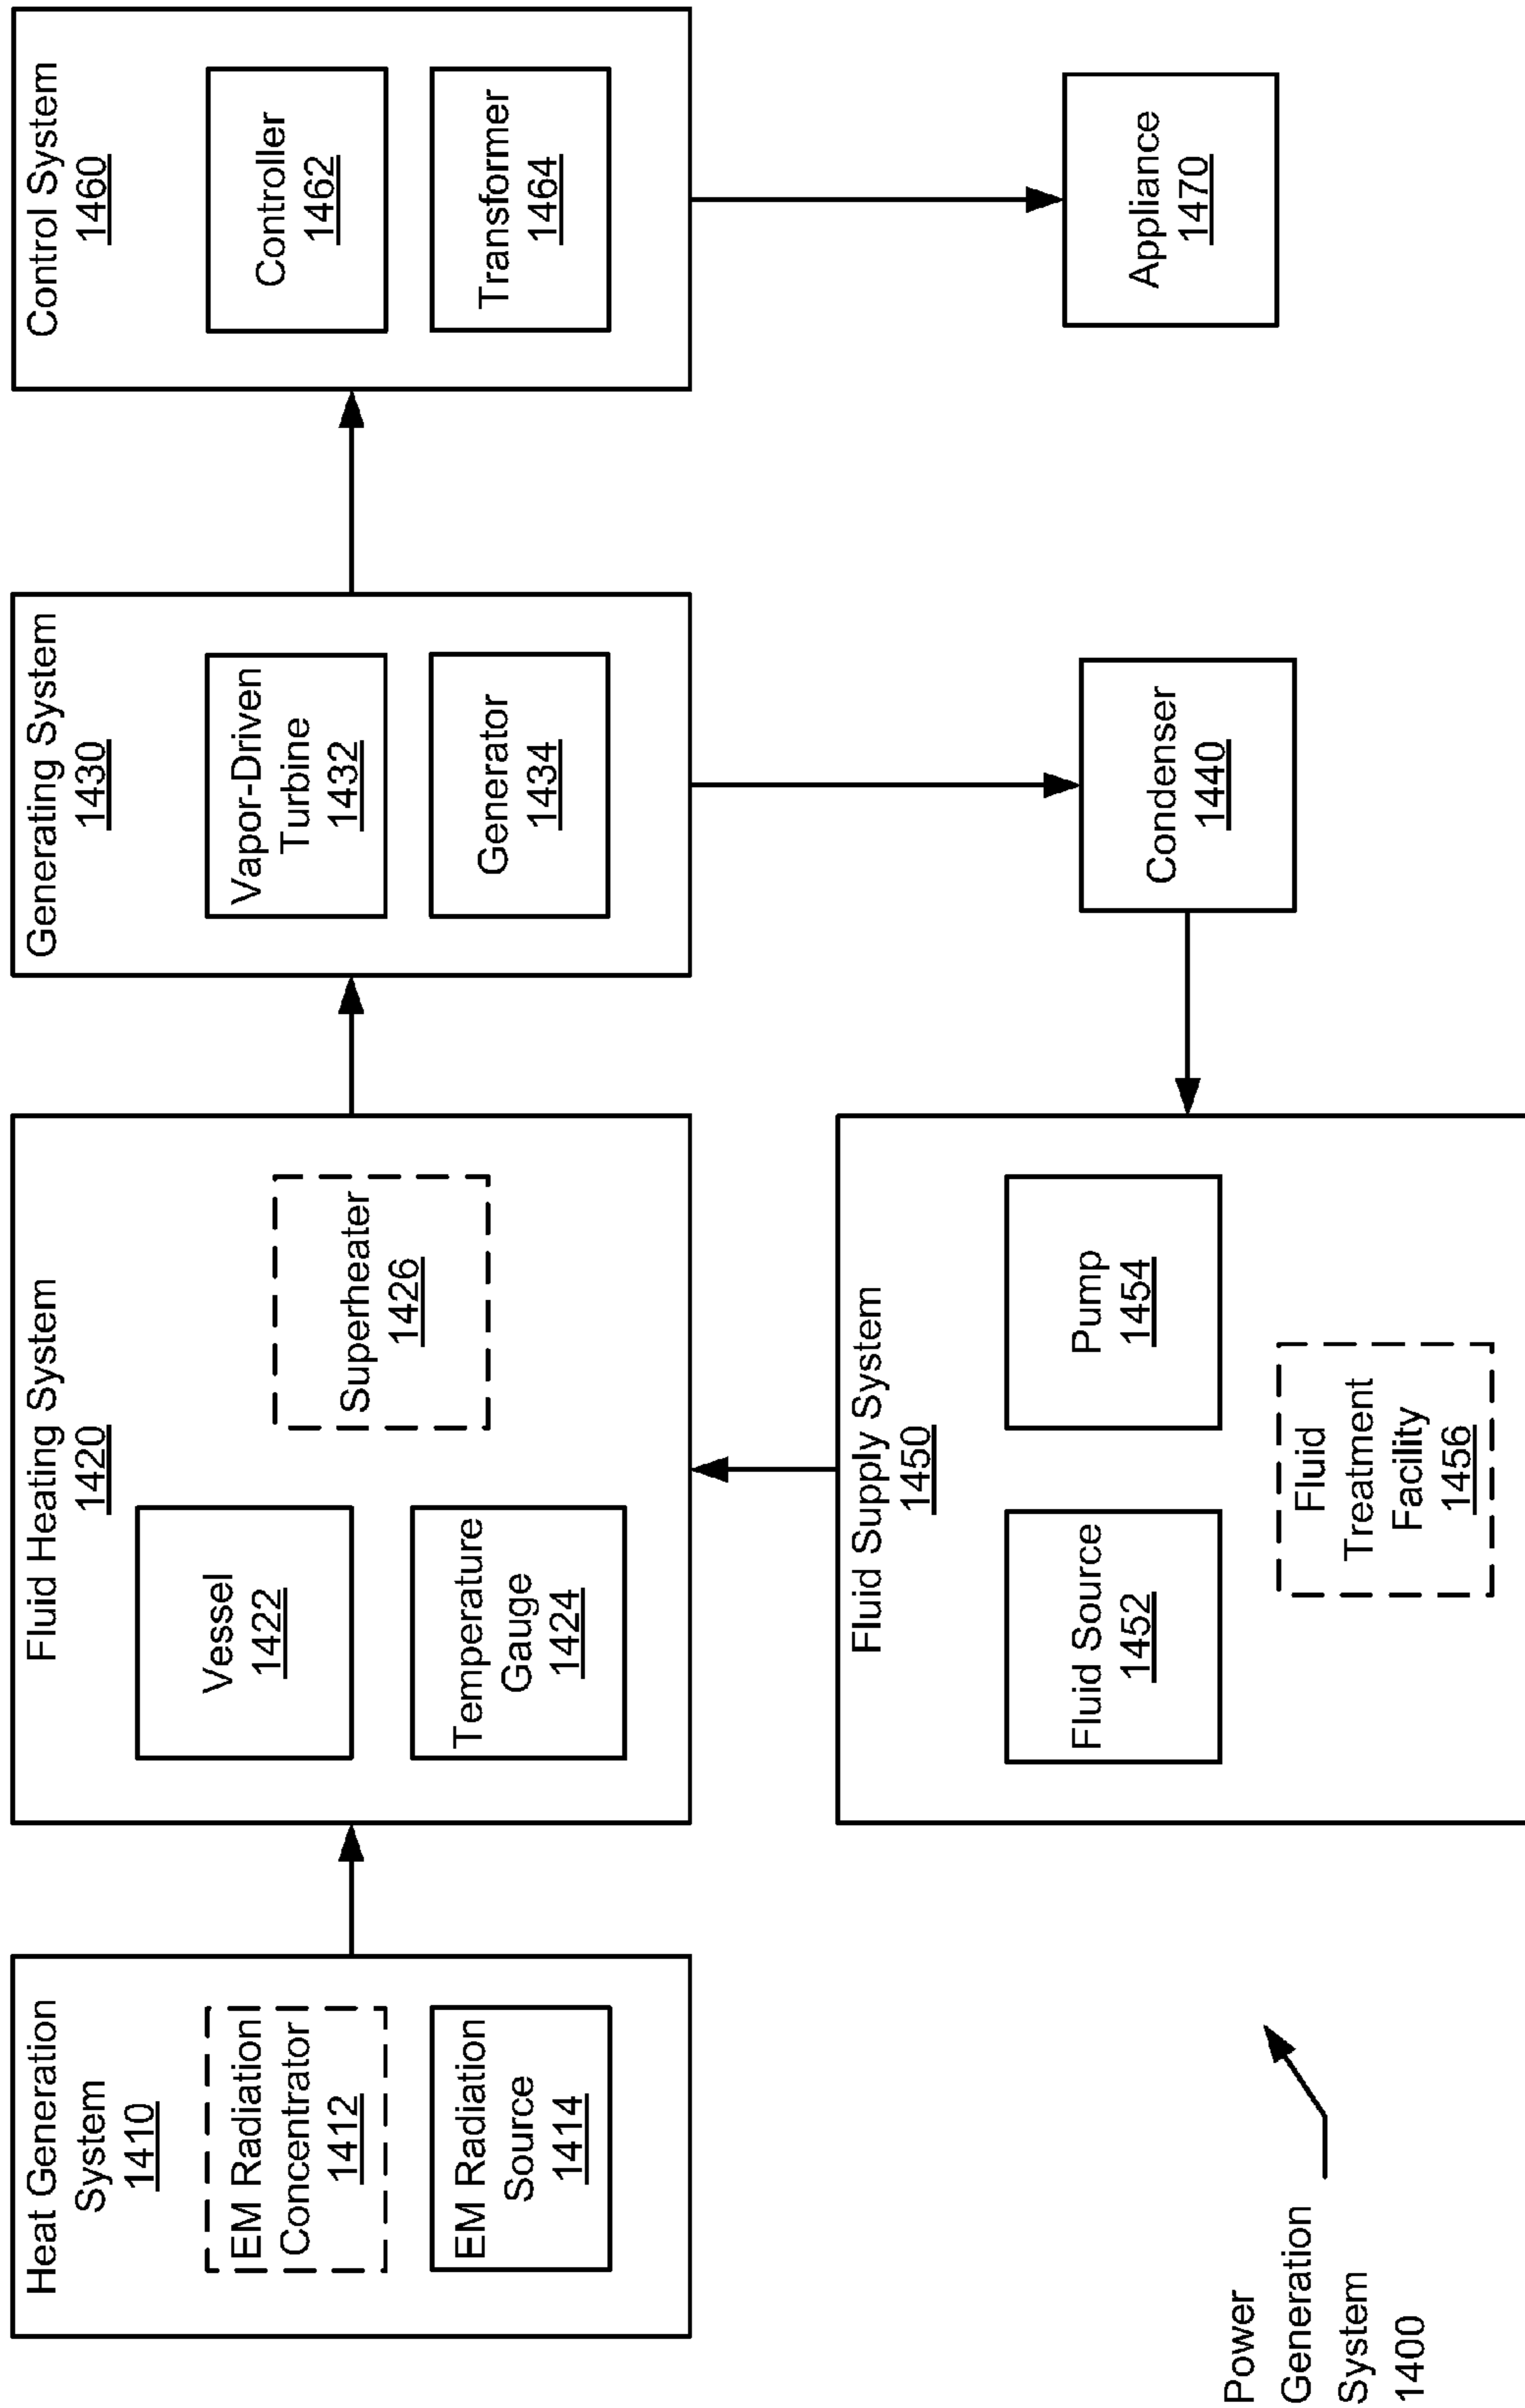 Heat Generation
System
1410
EM Radiation
Concentrator
1412
EM Radiation
Source
1414
Fluid Heating System
1420
Vessel
1422
Temperature
Gauge
1424
Superheater
1426
Generating System
1430
Vapor-Driven
Turbine
1432
Generator
1434
Control System
1460
Controller
1462
Transformer
1464
Fluid Supply System
1450
Fluid Source
1452
Pump
1454
Fluid
Treatment
Facility
1456
Condenser
1440
Appliance
1470
Power
Generation
System
1400